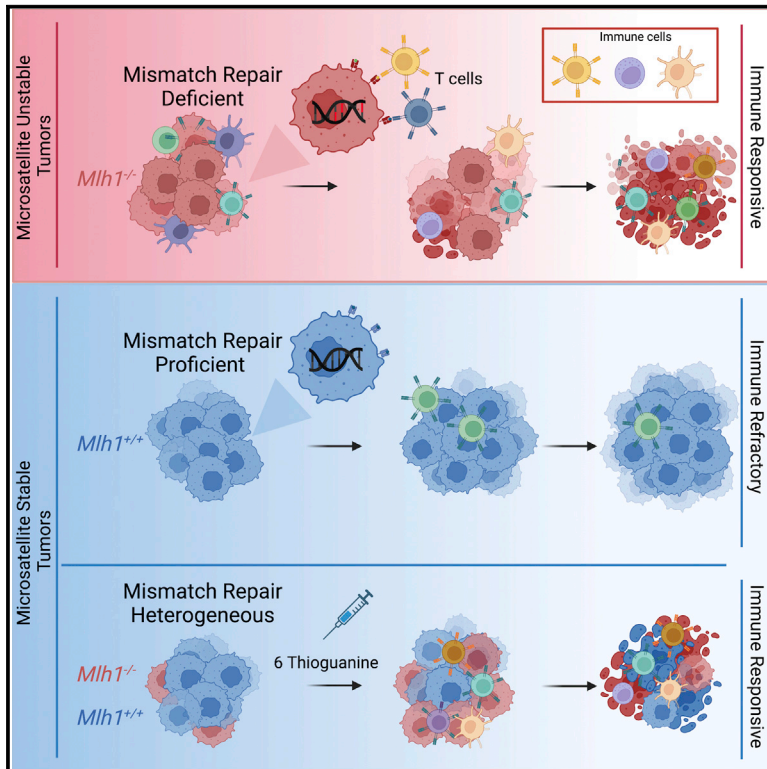 Microsatellite Unstable
Tumors
Mismatch Repair
Deficient
Mlh1-/-
T cells
Immune cells
Immune Responsive
Microsatellite Stable
Tumors
Mismatch Repair
Proficient
Mlh1+/+
Immune Refractory
Mismatch Repair
Heterogeneous
6 Thioguanine
Mlh1-/-
Mlh1+/+
Immune Responsive